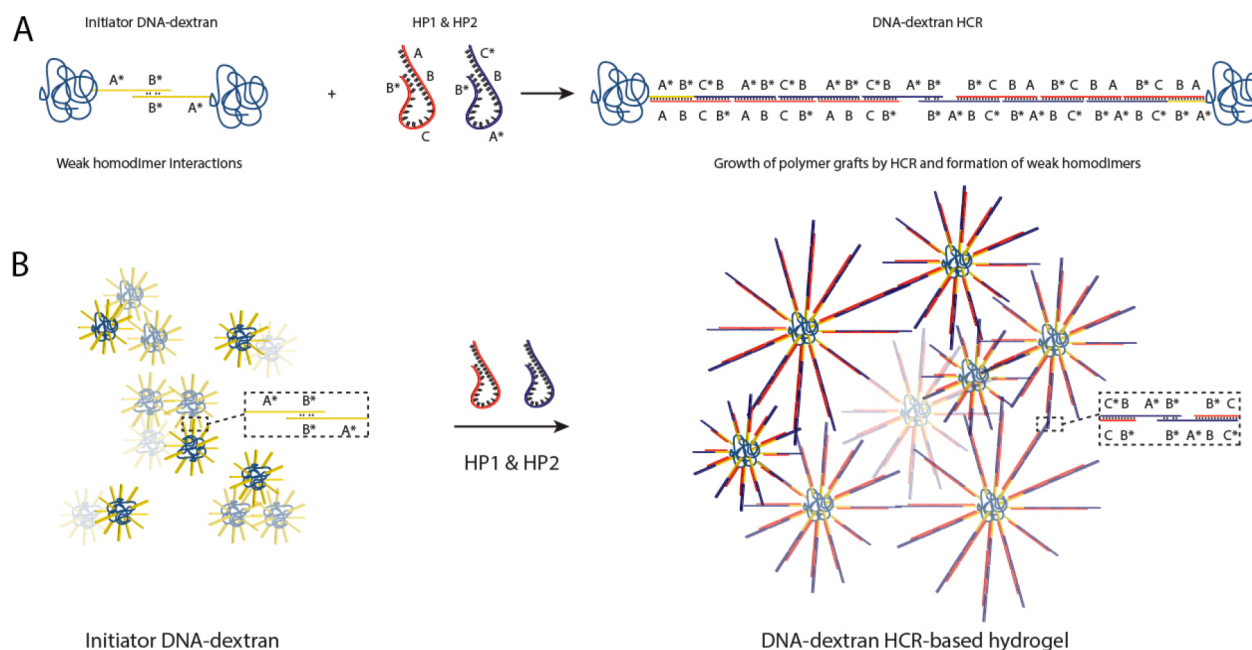 A
Initiator DNA-dextran
HP1 & HP2
DNA-dextran HCR
A* B*
B* A*
+
A
B
B*
C
C*
B
B*
A*
A* B* C* B A* B* C* B A* B* C* B A* B* B* C B A B* C B A B* C B A
A B C B* A B C B* A B C B* B* A* B C* B* A* B C* B* A* B C* B* A*
Weak homodimer interactions
Growth of polymer grafts by HCR and formation of weak homodimers
B
A* B*
B* A*
HP1 & HP2
C* B A* B* B* C
C B* B* A* B C*
Initiator DNA-dextran
DNA-dextran HCR-based hydrogel